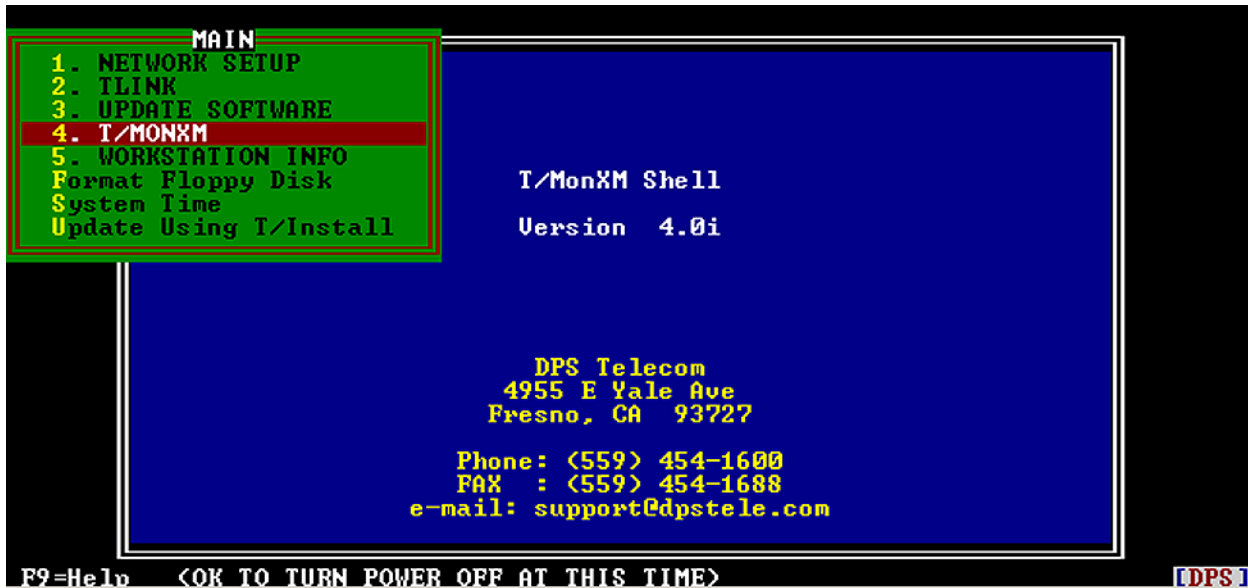 MAIN
1. NETWORK SETUP
2. TLINK
3. UPDATE SOFTWARE
4. T/MONXM
5. WORKSTATION INFO
Format Floppy Disk
System Time
Update Using T/Install
T/MonXM Shell
Version 4.0i
DPS Telecom
4955 E Yale Ave
Fresno, CA 93727
Phone: (559) 454-1600
FAX : (559) 454-1688
e-mail: support@dpstele.com
F9=Help <OK TO TURN POWER OFF AT THIS TIME> [DPS]